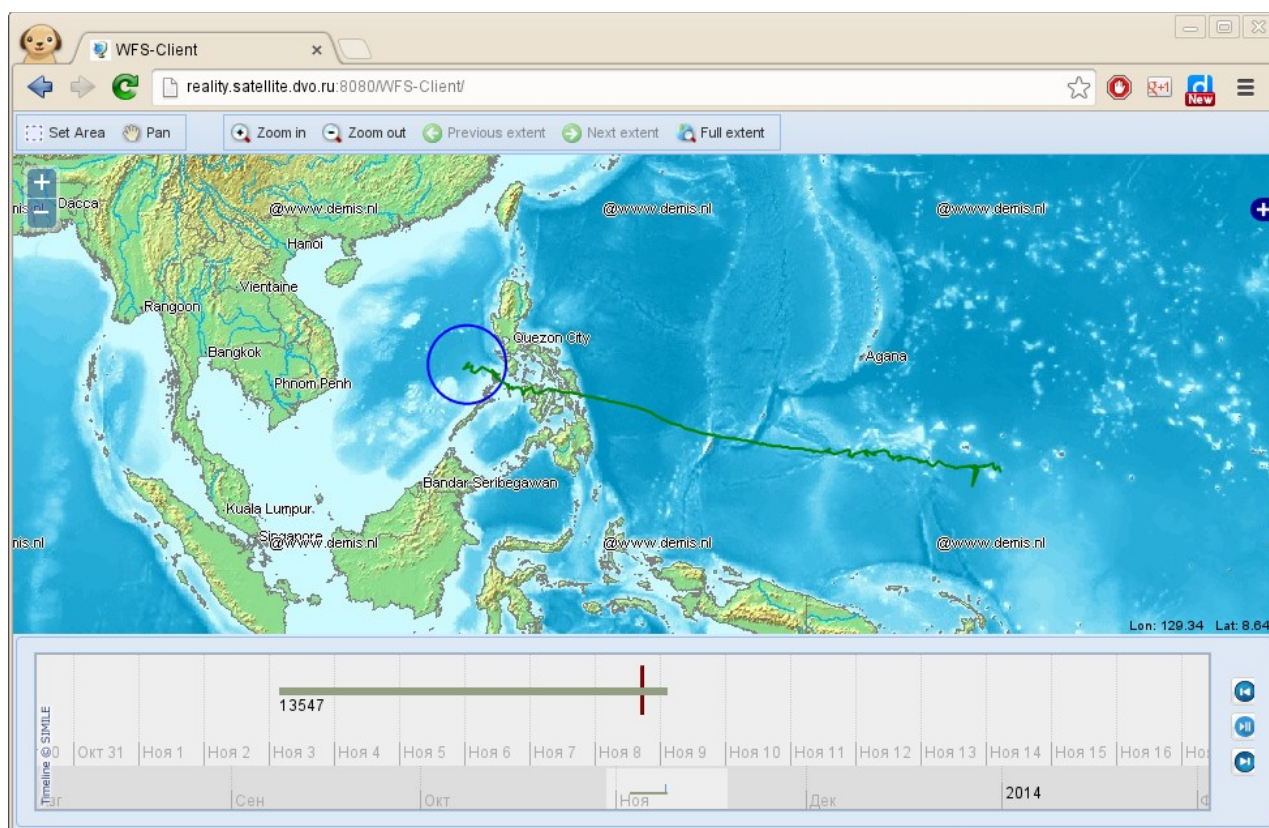 WFS-Client
reality.satellite.dvo.ru:8080/WFS-Client/
New
Set Area Pan Zoom in Zoom out Previous extent Next extent Full extent
+
−
nis.nl Dacca @www.demis.nl @www.demis.nl @www.demis.nl
Hanoi
Vientaine
Rangoon
Quezon City
Bangkok Agana
Phnom Penh
Bandar Seribegawan
Kuala Lumpur
Singapore
nis.nl @www.demis.nl @www.demis.nl @www.demis.nl
Lon: 129.34 Lat: 8.64
13547
Timeline © SIMILE
Окт 31 Ноя 1 Ноя 2 Ноя 3 Ноя 4 Ноя 5 Ноя 6 Ноя 7 Ноя 8 Ноя 9 Ноя 10 Ноя 11 Ноя 12 Ноя 13 Ноя 14 Ноя 15 Ноя 16
Сен Окт Ноя Дек 2014